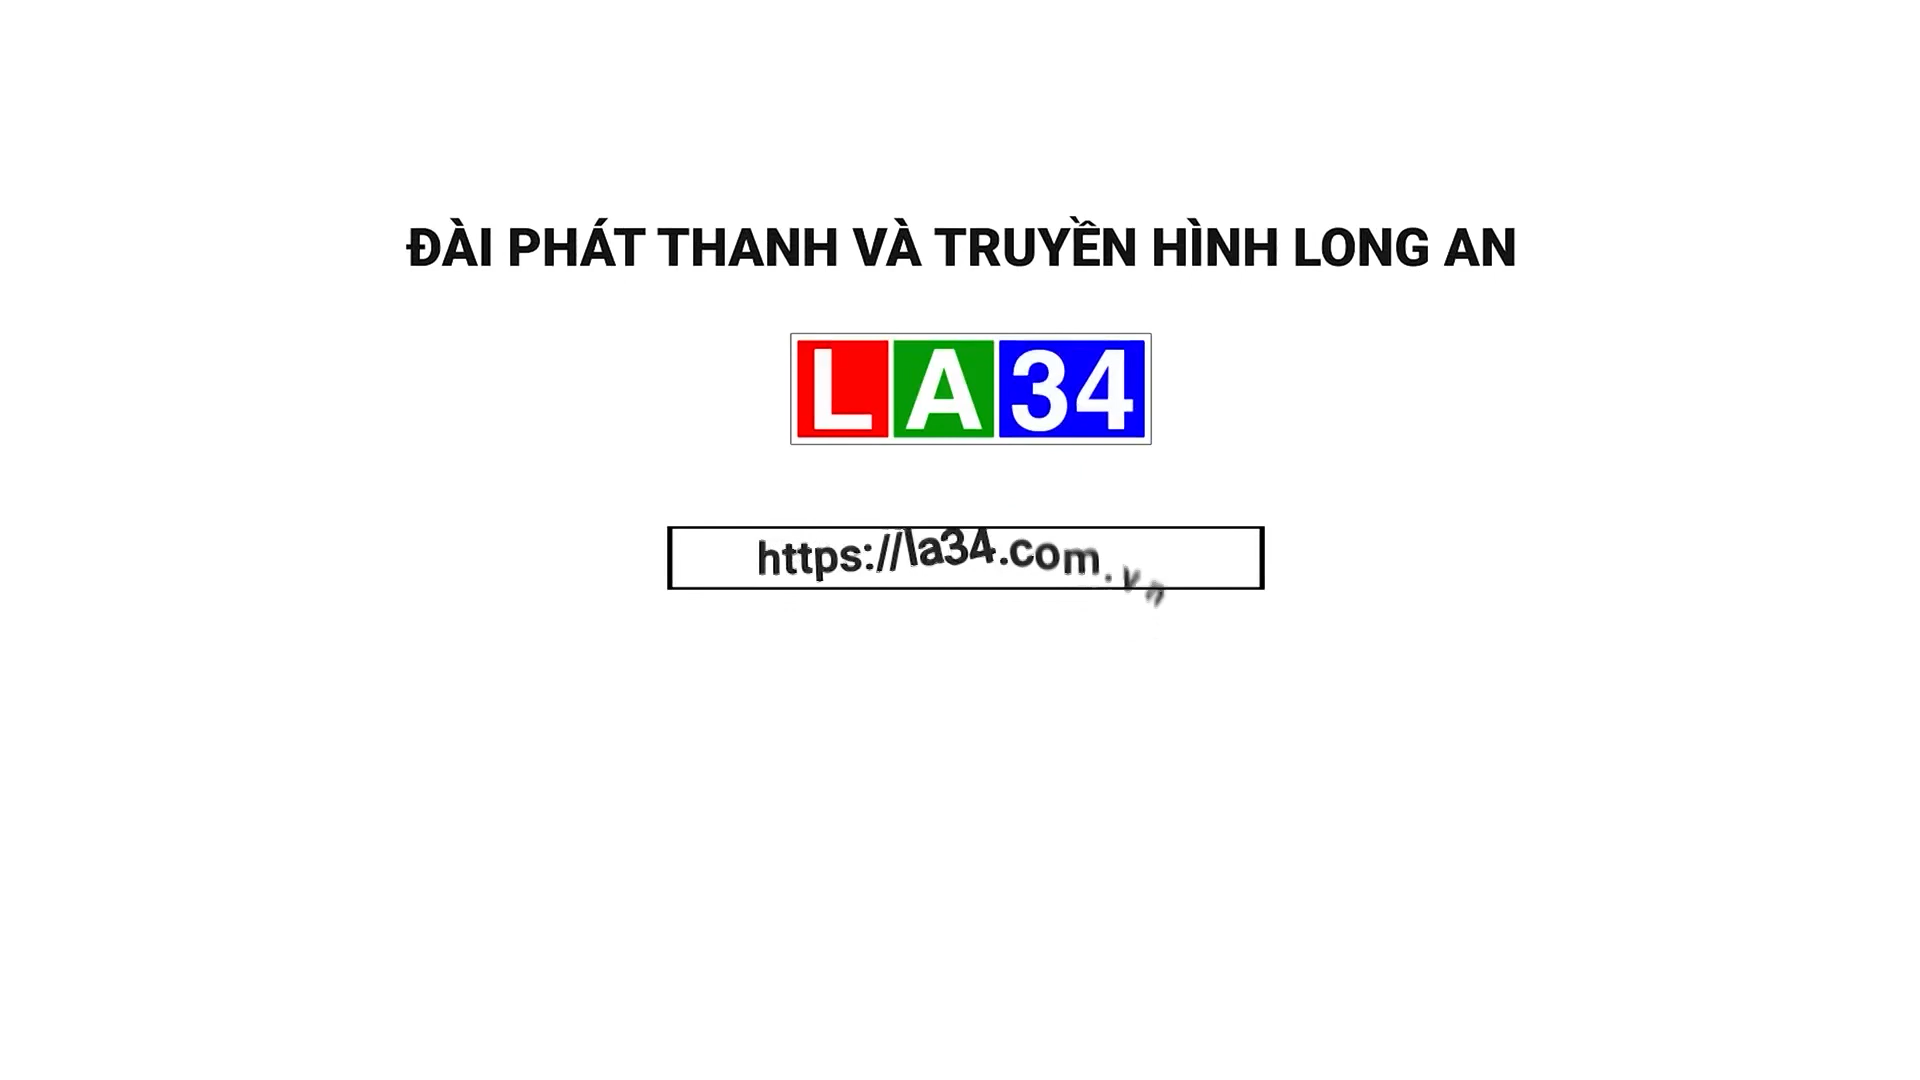 ĐÀI PHÁT THANH VÀ TRUYỀN HÌNH LONG AN
LA34
https://la34.com.vn